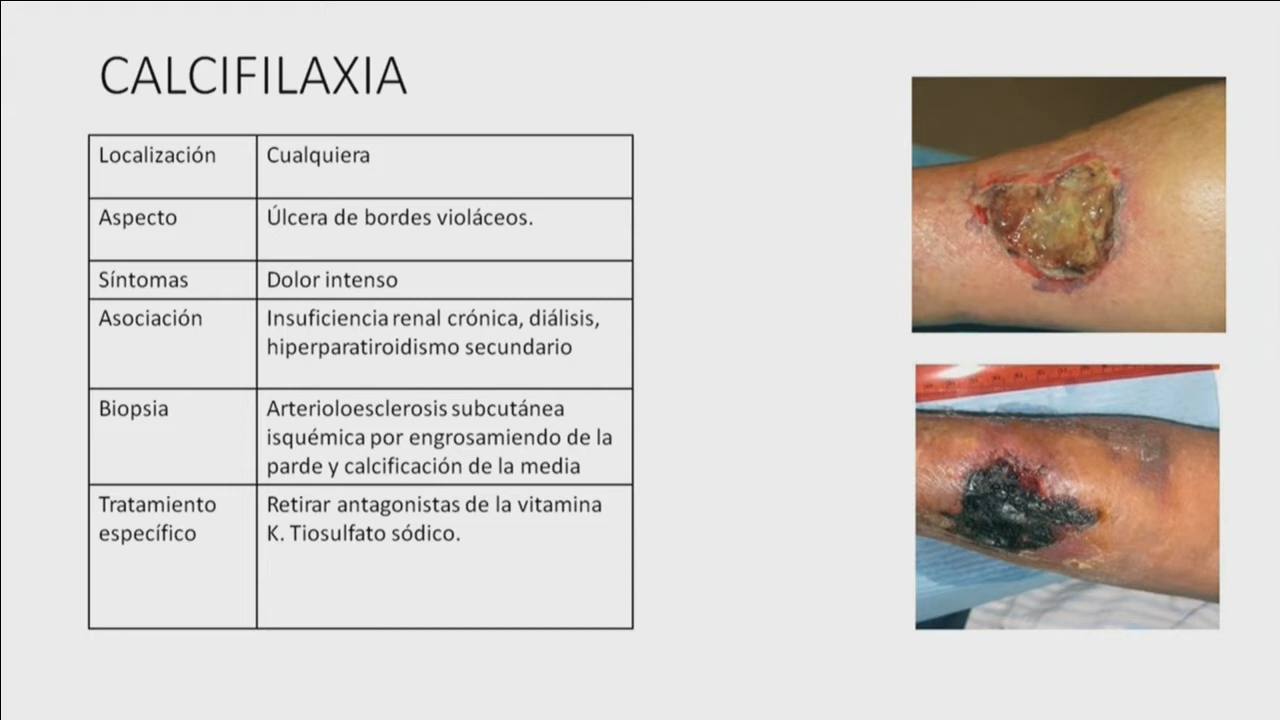 CALCIFILAXIA
Localización
Cualquiera
Aspecto
Úlcera de bordes violáceos.
Síntomas
Dolor intenso
Asociación
Insuficiencia renal crónica, diálisis,
hiperparatiroidismo secundario
Biopsia
Arterioloesclerosis subcutánea
isquémica por engrosamiendo de la
parde y calcificación de la media
Tratamiento
específico
Retirar antagonistas de la vitamina
K. Tiosulfato sódico.